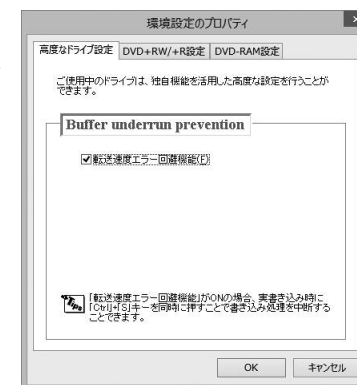 環境設定のプロパティ
高度なドライブ設定 DVD+RW/+R設定 DVD-RAM設定
ご使用中のドライブは、独自機能を活用した高度な設定を行うことが
できます。
Buffer underrun prevention
転送速度エラー回避機能(F)
Tips 「転送速度エラー回避機能」がONの場合、実書き込み時に
「Ctrl」+「S」キーを同時に押すことで書き込み処理を中断する
ことできます。
OK キャンセル